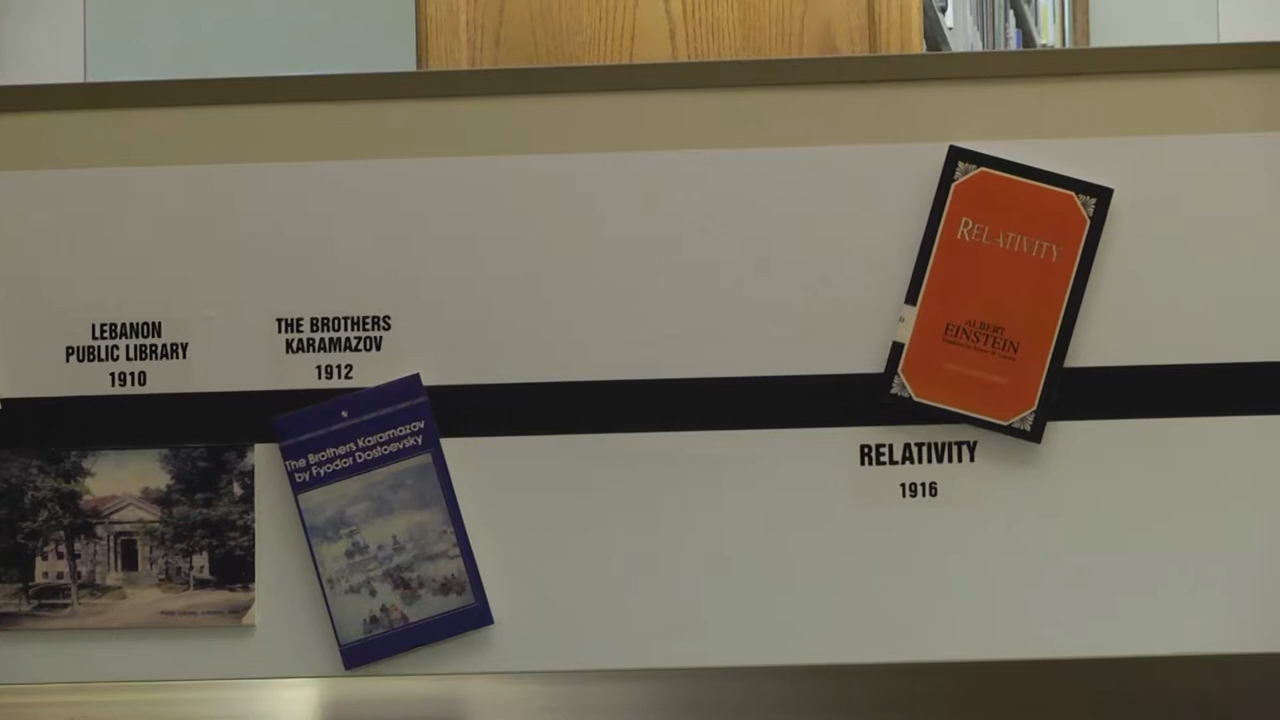 LEBANON
PUBLIC LIBRARY
1910
THE BROTHERS
KARAMAZOV
1912
The Brothers Karamazov
by Fyodor Dostoevsky
RELATIVITY
ALBERT
EINSTEIN
RELATIVITY
1916